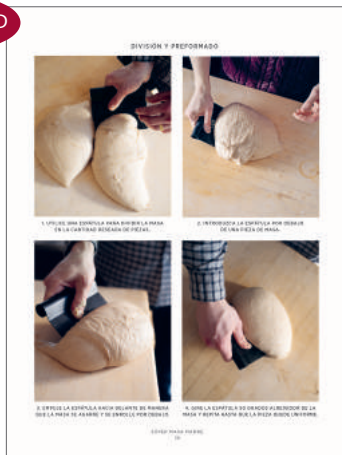 DIVISIÓN Y PREFORMADO
1. UTILICE UNA ESPÁTULA PARA DIVIDIR LA MASA
EN LA CANTIDAD DESEADA DE PIEZAS.
2. INTRODUZCA LA ESPÁTULA POR DEBAJO
DE UNA PIEZA DE MASA.
3. EMPUJE LA ESPÁTULA HACIA DELANTE DE MANERA
QUE LA MASA SE AGARRE Y SE ENROLLE POR DEBAJO.
4. GIRE LA ESPÁTULA 90 GRADOS ALREDEDOR DE LA
MASA Y REPITA HASTA QUE LA PIEZA QUEDE UNIFORME.
MASA MADRE